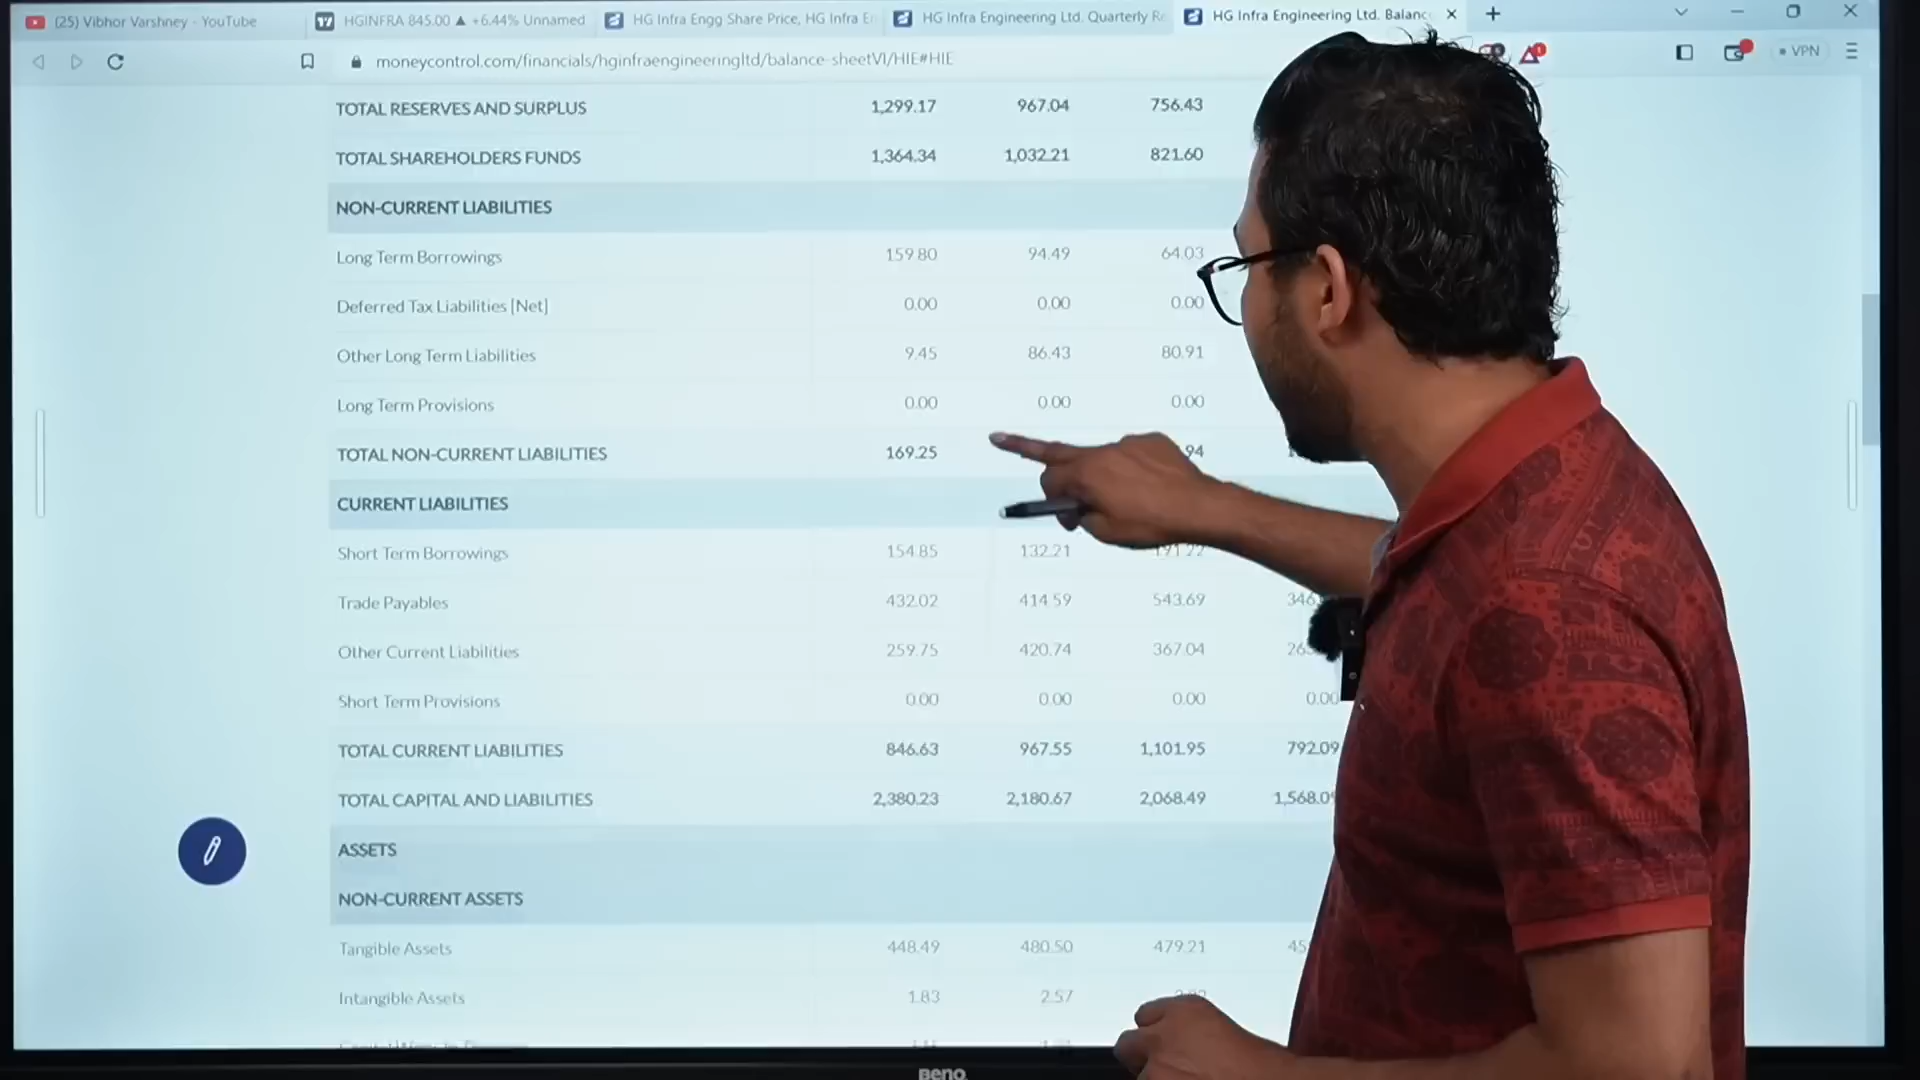 (25) Vibhor Varshney - YouTube
HGINFRA 845.00 ▲ +6.44% Unnamed
HG Infra Engg Share Price, HG Infra E
HG Infra Engineering Ltd. Quarterly Re
HG Infra Engineering Ltd. Balanc
moneycontrol.com/financials/hginfraengineeringltd/balance-sheetVI/HIE#HIE
VPN
TOTAL RESERVES AND SURPLUS 1,299.17 967.04 756.43
TOTAL SHAREHOLDERS FUNDS 1,364.34 1,032.21 821.60
NON-CURRENT LIABILITIES
Long Term Borrowings 159.80 94.49 64.03
Deferred Tax Liabilities [Net] 0.00 0.00 0.00
Other Long Term Liabilities 9.45 86.43 80.91
Long Term Provisions 0.00 0.00 0.00
TOTAL NON-CURRENT LIABILITIES 169.25 94
CURRENT LIABILITIES
Short Term Borrowings 154.85 132.21
Trade Payables 432.02 414.59 543.69 346
Other Current Liabilities 259.75 420.74 367.04
Short Term Provisions 0.00 0.00 0.00 0.00
TOTAL CURRENT LIABILITIES 846.63 967.55 1,101.95 792.09
TOTAL CAPITAL AND LIABILITIES 2,380.23 2,180.67 2,068.49 1,568.0
ASSETS
NON-CURRENT ASSETS
Tangible Assets 448.49 480.50 479.21 45
Intangible Assets 1.83 2.57
BenQ